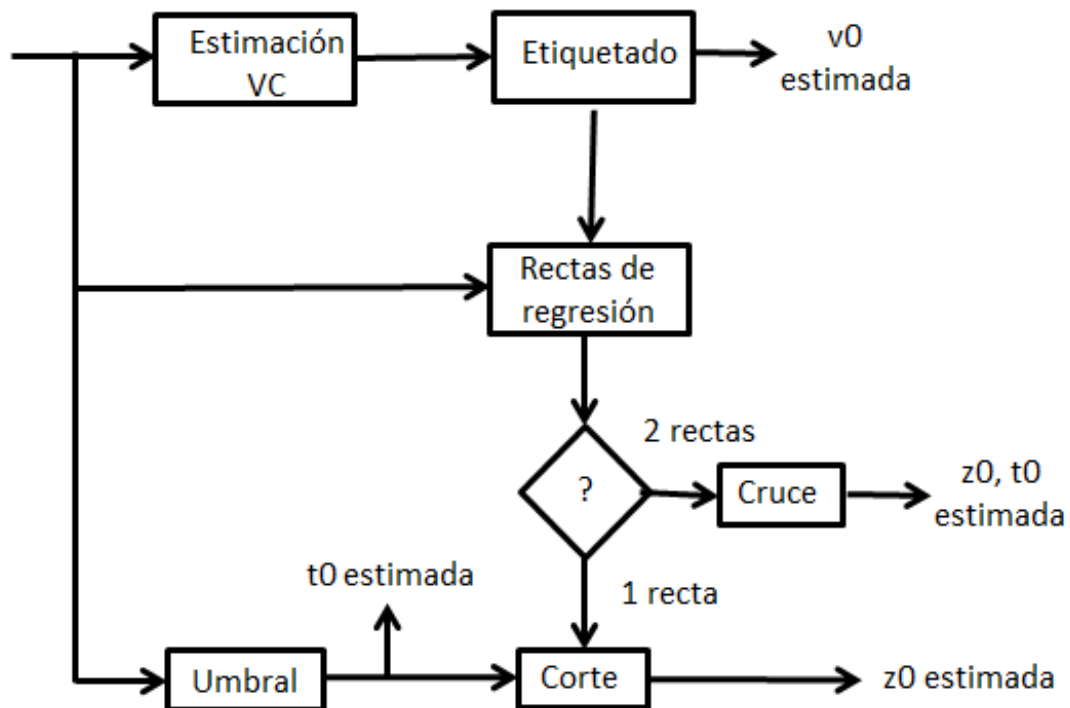 Estimación
VC
Etiquetado
v0
estimada
Rectas de
regresión
2 rectas
?
Cruce
z0, t0
estimada
t0 estimada
1 recta
Umbral
Corte
z0 estimada